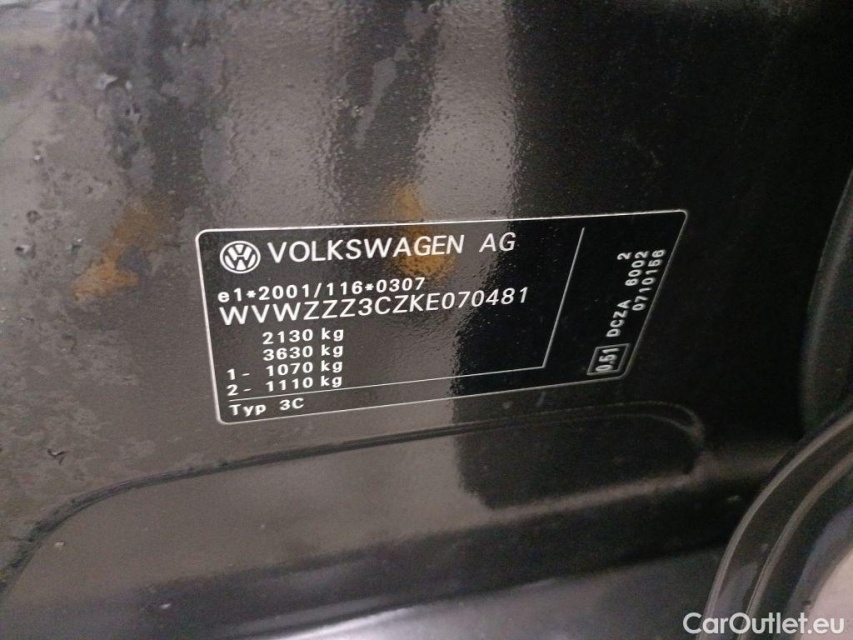 VOLKSWAGEN AG
e1*2001/116*0307
WVWZZZ3CZKE070481
2130 kg
3630 kg
1 - 1070 kg
2 - 1110 kg
Typ 3C
2
DCZA 6002
0710156
0.51
CarOutlet.eu